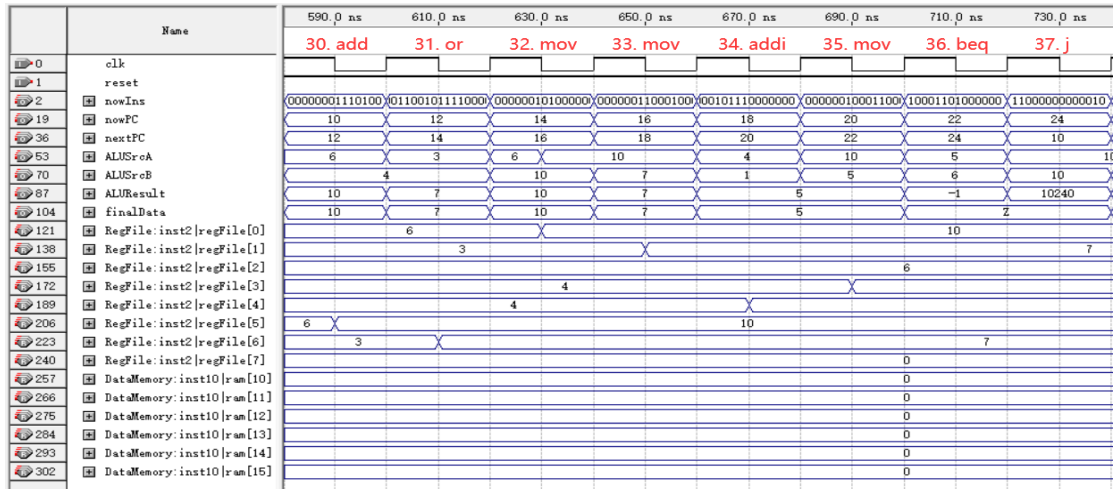 Name
590.0 ns 610.0 ns 630.0 ns 650.0 ns 670.0 ns 690.0 ns 710.0 ns 730.0 ns
30. add 31. or 32. mov 33. mov 34. addi 35. mov 36. beq 37. j
0 clk
1 reset
2 nowIns 00000001110100 01100101111000 00000010100000 00000011000100 00101110000000 00000010001100 10001101000000 11000000000010
19 nowPC 10 12 14 16 18 20 22 24
36 nextPC 12 14 16 18 20 22 24 10
53 ALUSrcA 6 3 6 10 4 10 5 10
70 ALUSrcB 4 10 7 1 5 6 10
87 ALUResult 10 7 10 7 5 -1 10240
104 finalData 10 7 10 7 5 Z
121 RegFile:inst2|regFile[0] 6 10
138 RegFile:inst2|regFile[1] 3 7
155 RegFile:inst2|regFile[2] 6
172 RegFile:inst2|regFile[3] 4
189 RegFile:inst2|regFile[4] 4
206 RegFile:inst2|regFile[5] 6 10
223 RegFile:inst2|regFile[6] 3 7
240 RegFile:inst2|regFile[7] 0
257 DataMemory:inst10|ram[10]
266 DataMemory:inst10|ram[11] 0
275 DataMemory:inst10|ram[12]
284 DataMemory:inst10|ram[13] 0
293 DataMemory:inst10|ram[14] 0
302 DataMemory:inst10|ram[15] 0